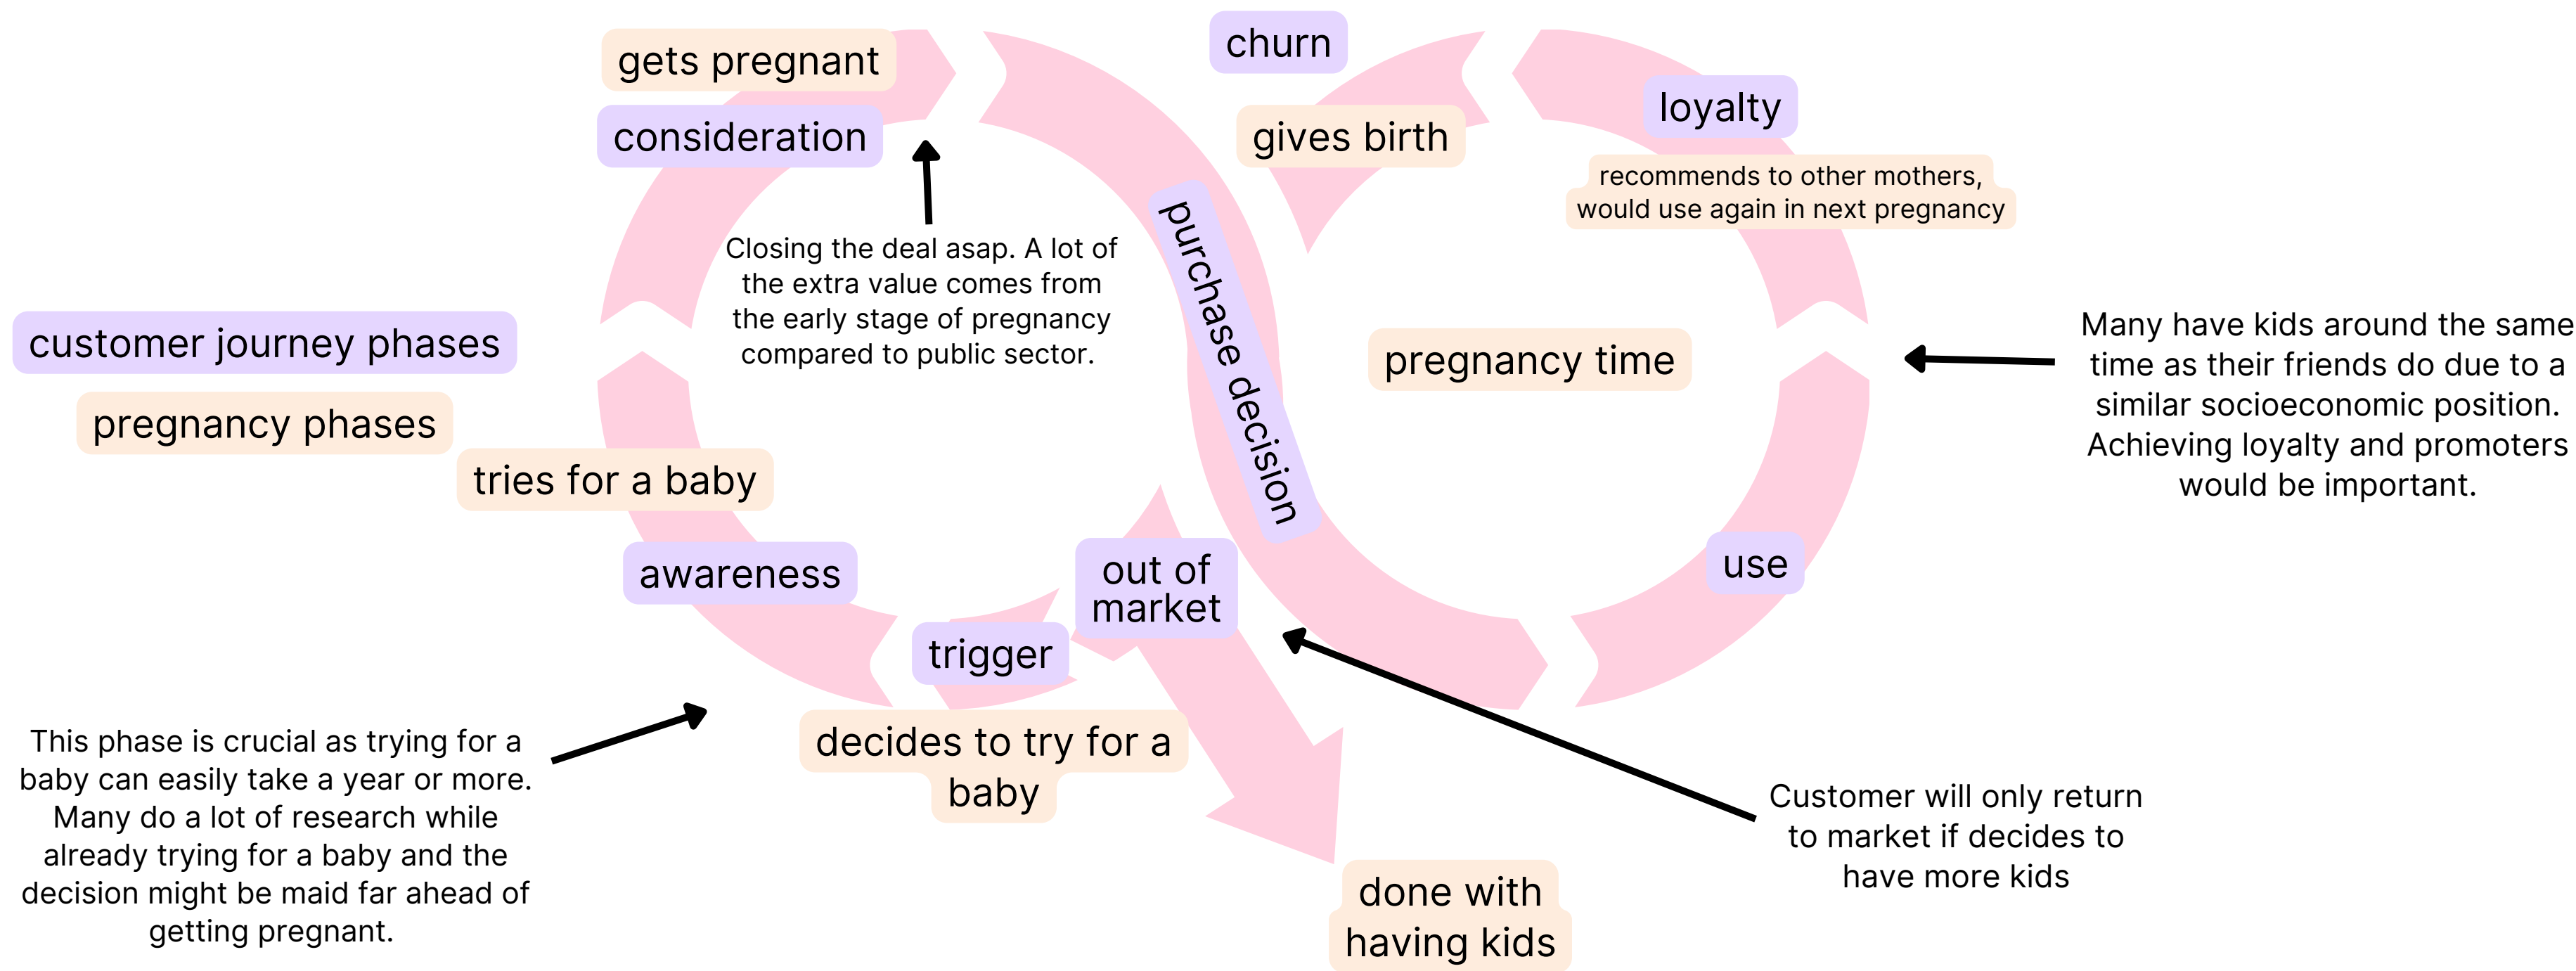 gets pregnant
consideration
churn
gives birth
loyalty
recommends to other mothers,
would use again in next pregnancy
Closing the deal asap. A lot of
the extra value comes from
the early stage of pregnancy
compared to public sector.
purchase decision
pregnancy time
Many have kids around the same
time as their friends do due to a
similar socioeconomic position.
Achieving loyalty and promoters
would be important.
customer journey phases
pregnancy phases
tries for a baby
awareness
out of
market
use
trigger
decides to try for a
baby
This phase is crucial as trying for a
baby can easily take a year or more.
Many do a lot of research while
already trying for a baby and the
decision might be maid far ahead of
getting pregnant.
Customer will only return
to market if decides to
have more kids
done with
having kids